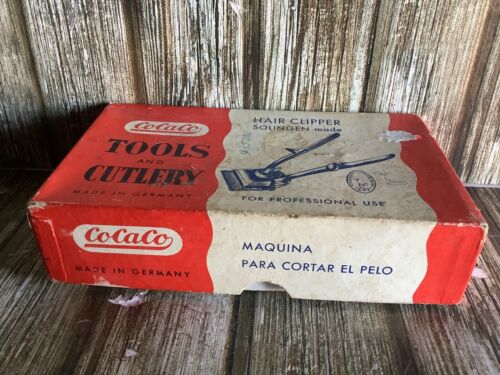 CoCaCo
TOOLS
AND
CUTLERY
MADE IN GERMANY
HAIR CLIPPER
SOLINGEN made
FOR PROFESSIONAL USE
CoCaCo
MADE IN GERMANY
MAQUINA
PARA CORTAR EL PELO